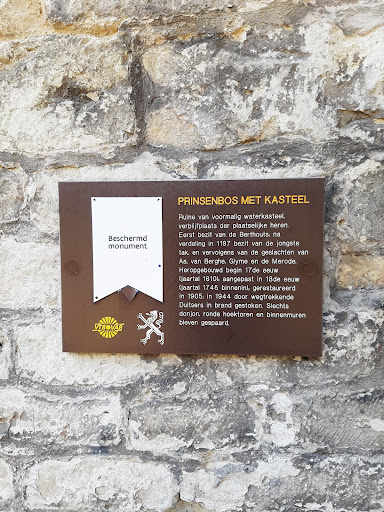 PRINSENBOS MET KASTEEL
Ruïne van voormalig waterkasteel,
verblijfplaats der plaatselijke heren.
Eerst bezit van de Berthouts; na
verdeling in 1197 bezit van de jongste
tak, en vervolgens van de geslachten van
Aa, van Berghe, Glyme en de Merode.
Heropgebouwd begin 17de eeuw
(jaartal 1610), aangepast in 18de eeuw
(jaartal 1746 binnenin), gerestaureerd
in 1905; in 1944 door wegtrekkende
Duitsers in brand gestoken. Slechts
donjon, ronde hoektoren en binnenmuren
bleven gespaard.
Beschermd
monument
VTBOVAB